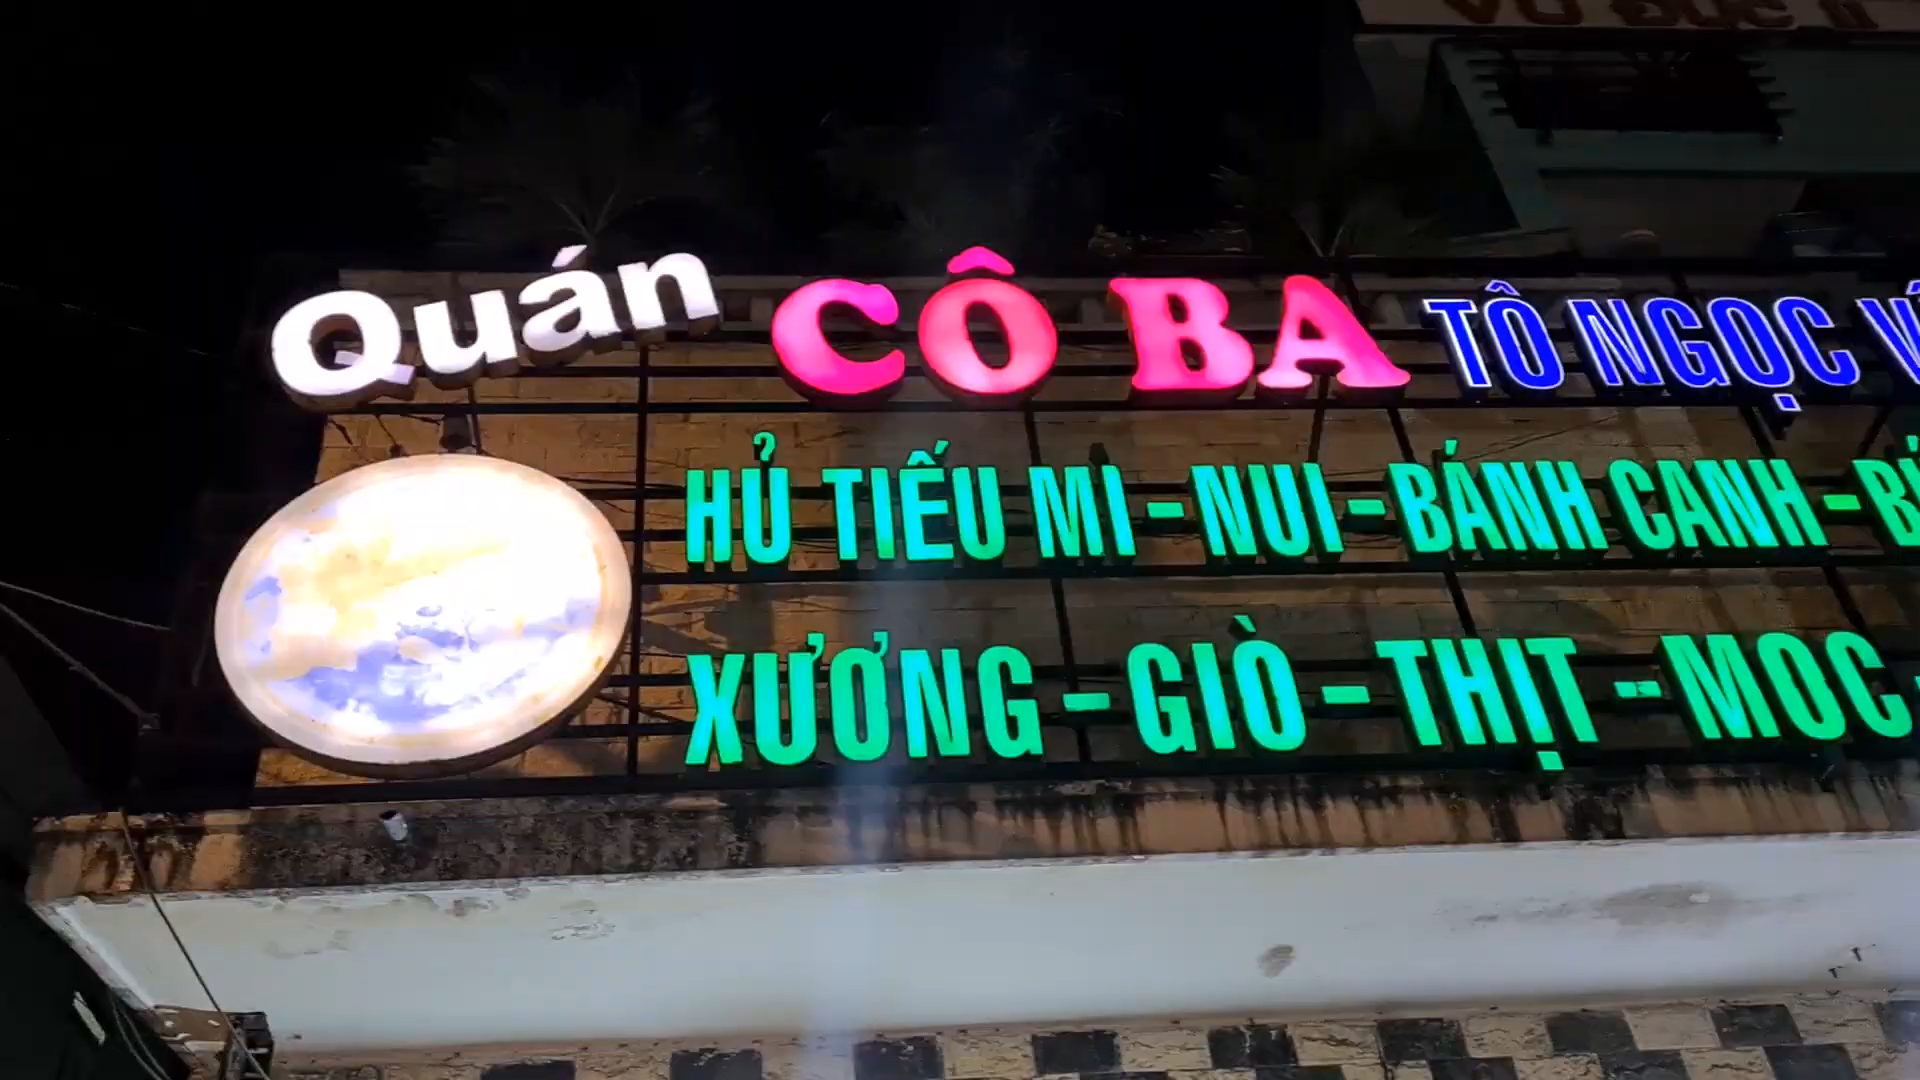 Quán CÔ BA TÔ NGỌC
HỦ TIẾU MI - NUI - BÁNH CANH -
XƯƠNG - GIÒ - THỊT - MOC